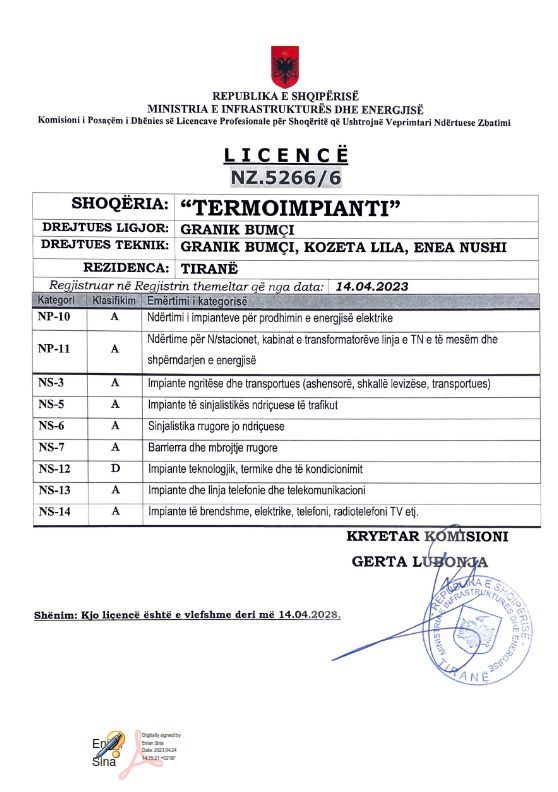 REPUBLIKA E SHQIPËRISË
MINISTRIA E INFRASTRUKTURËS DHE ENERGJISË
Komisioni i Posaçëm i Dhënies së Licencave Profesionale për Shoqëritë që Ushtrojnë Veprimtari Ndërtuese Zbatimi
LICENCË
NZ.5266/6
SHOQËRIA: “TERMOIMPIANTI”
DREJTUES LIGJOR: GRANIK BUMÇI
DREJTUES TEKNIK: GRANIK BUMÇI, KOZETA LILA, ENEA NUSHI
REZIDENCA: TIRANË
Regjistruar në Regjistrin themeltar që nga data: 14.04.2023
Kategori Klasifikim Emërtimi i kategorisë
NP-10 A Ndërtimi i impianteve për prodhimin e energjisë elektrike
NP-11 A Ndërtime për N/stacionet, kabinat e transformatorëve linja e TN e të mesëm dhe
shpërndarjen e energjisë
NS-3 A Impiante ngritëse dhe transportues (ashensorë, shkallë levizëse, transportues)
NS-5 A Impiante të sinjalistikës ndriçuese të trafikut
NS-6 A Sinjalistika rrugore jo ndriçuese
NS-7 A Barrierra dhe mbrojtje rrugore
NS-12 D Impiante teknologjik, termike dhe të kondicionimit
NS-13 A Impiante dhe linja telefonie dhe telekomunikacioni
NS-14 A Impiante të brendshme, elektrike, telefoni, radiotelefoni TV etj.
KRYETAR KOMISIONI
GERTA LUBONJA
REPUBLIKA E SHQIPËRISË
MINISTRIA E INFRASTRUKTURËS DHE ENERGJISË
TIRANË
Shënim: Kjo liçencë është e vlefshme deri më 14.04.2028.
Sina
Digitally signed by
Enian Sina
Date: 2023.04.24
14:35:21 +02'00'